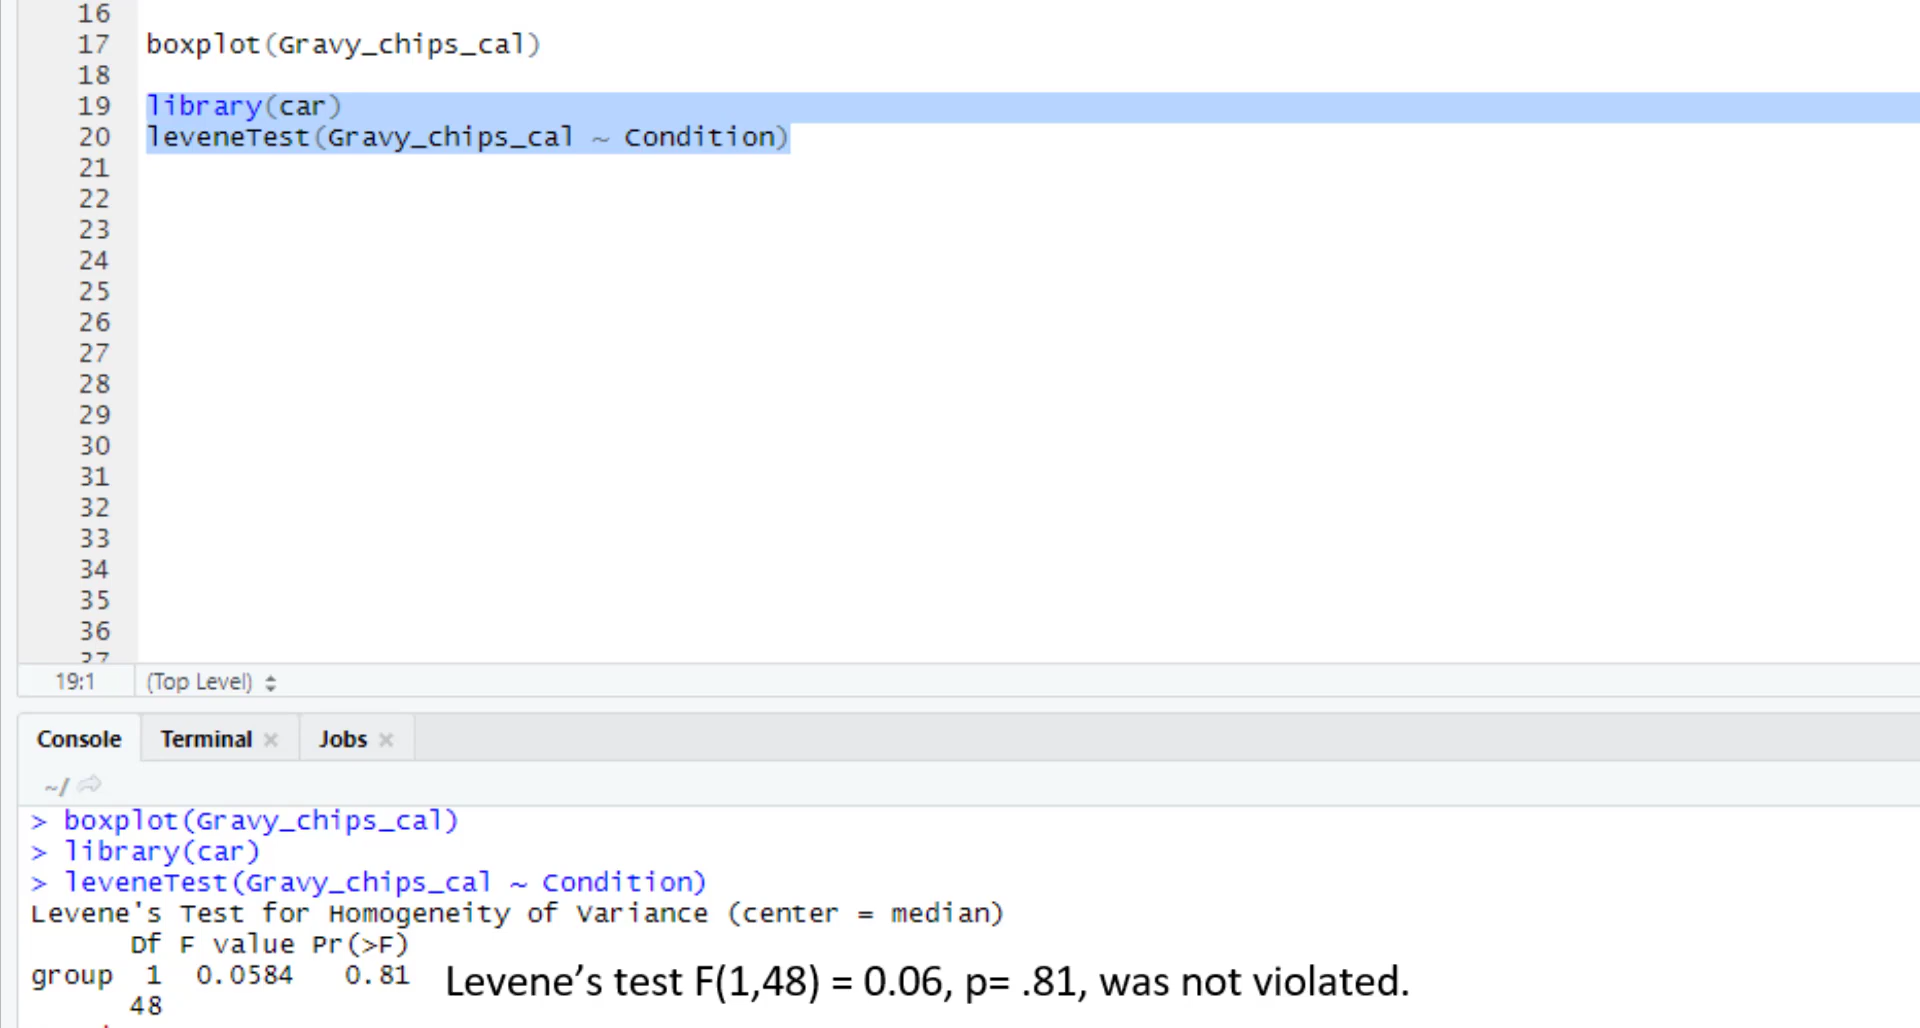 16
17 boxplot(Gravy_chips_cal)
18
19 library(car)
20 leveneTest(Gravy_chips_cal ~ Condition)
21
22
23
24
25
26
27
28
29
30
31
32
33
34
35
36
37
19:1 (Top Level)
Console Terminal × Jobs ×
~/
> boxplot(Gravy_chips_cal)
> library(car)
> leveneTest(Gravy_chips_cal ~ Condition)
Levene's Test for Homogeneity of Variance (center = median)
Df F value Pr(>F)
group 1 0.0584 0.81
48
Levene’s test F(1,48) = 0.06, p= .81, was not violated.